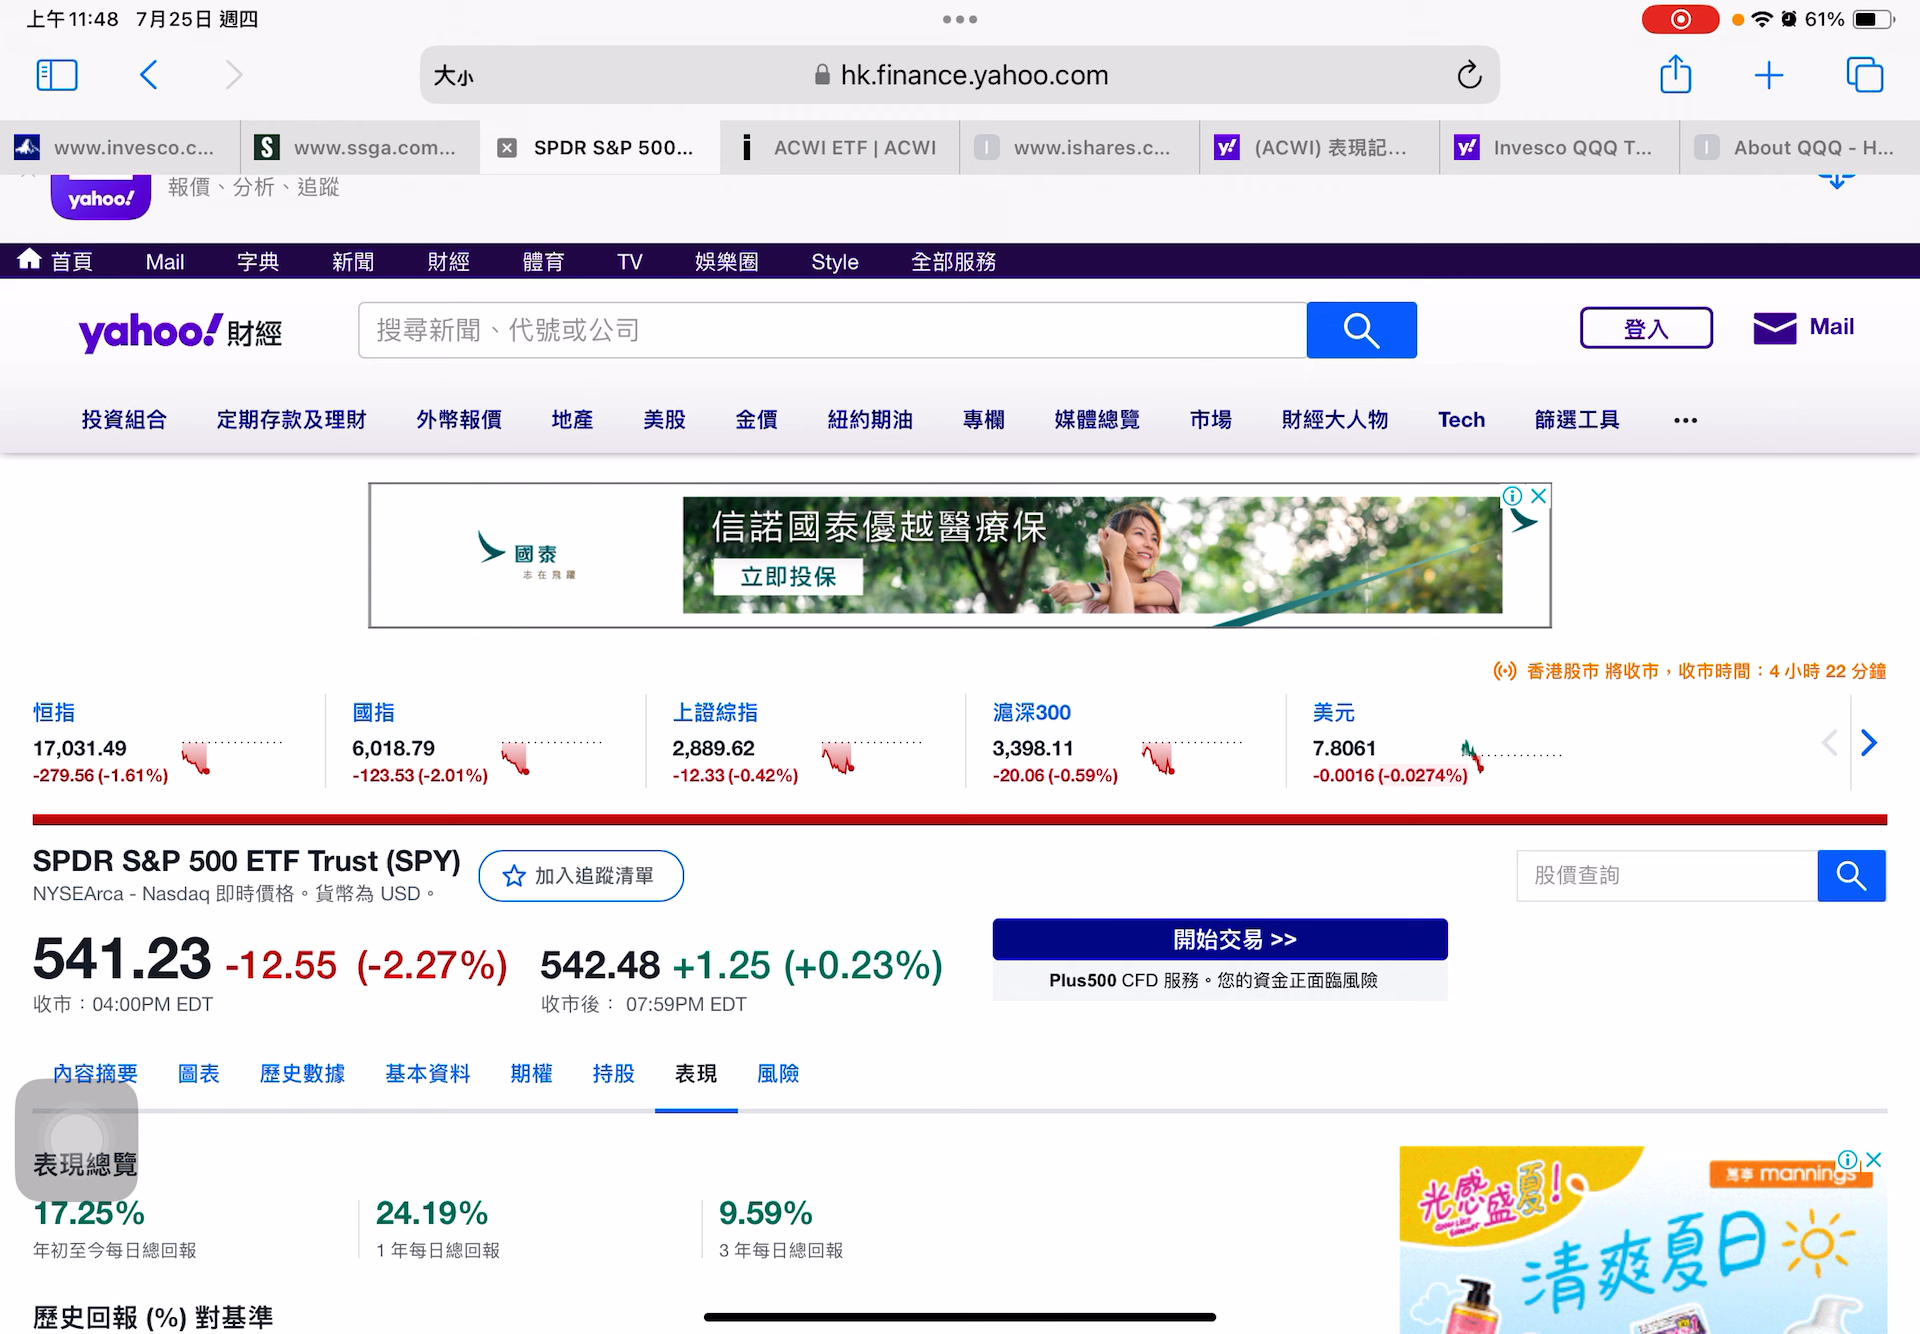 上午11:48 7月25日 週四
61%
大小 hk.finance.yahoo.com
www.invesco.c... www.ssga.com... SPDR S&P 500... ACWI ETF | ACWI www.ishares.c... (ACWI) 表現記... Invesco QQQ T... About QQQ - H...
yahoo! 報價、分析、追蹤
首頁 Mail 字典 新聞 財經 體育 TV 娛樂圈 Style 全部服務
yahoo!財經 搜尋新聞、代號或公司 登入 Mail
投資組合 定期存款及理財 外幣報價 地產 美股 金價 紐約期油 專欄 媒體總覽 市場 財經大人物 Tech 篩選工具 •••
國泰
志在飛躍
信諾國泰優越醫療保
立即投保
香港股市 將收市,收市時間:4 小時 22 分鐘
恒指 國指 上證綜指 滬深300 美元
17,031.49 6,018.79 2,889.62 3,398.11 7.8061
-279.56 (-1.61%) -123.53 (-2.01%) -12.33 (-0.42%) -20.06 (-0.59%) -0.0016 (-0.0274%)
SPDR S&P 500 ETF Trust (SPY) 加入追蹤清單 股價查詢
NYSEArca - Nasdaq 即時價格。貨幣為 USD。
541.23 -12.55 (-2.27%) 542.48 +1.25 (+0.23%)
收市:04:00PM EDT 收市後: 07:59PM EDT
開始交易 >>
Plus500 CFD 服務。您的資金正面臨風險
內容摘要 圖表 歷史數據 基本資料 期權 持股 表現 風險
表現總覽
17.25% 24.19% 9.59%
年初至今每日總回報 1 年每日總回報 3 年每日總回報
歷史回報 (%) 對基準
光感盛夏!
萬寧 mannings
清爽夏日